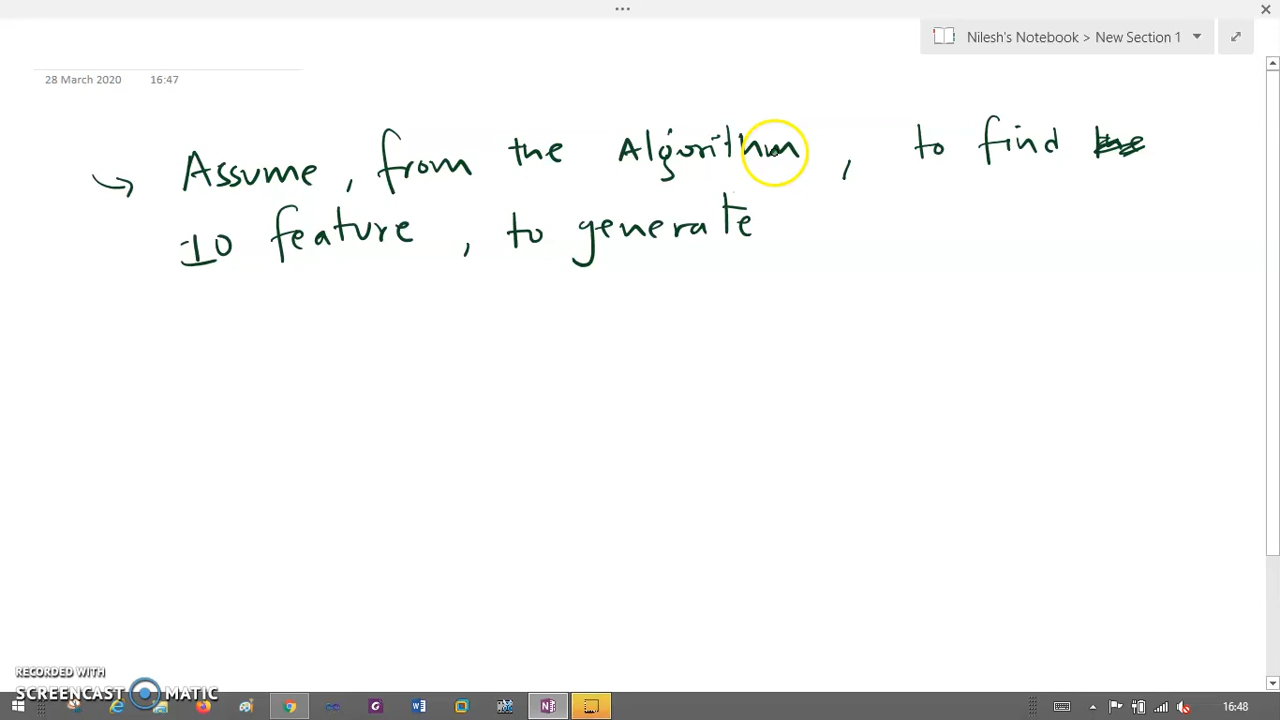 Nilesh's Notebook > New Section 1
28 March 2020 16:47
Assume, from the Algorithm, to find
10 feature, to generate
RECORDED WITH
SCREENCAST MATIC
16:48